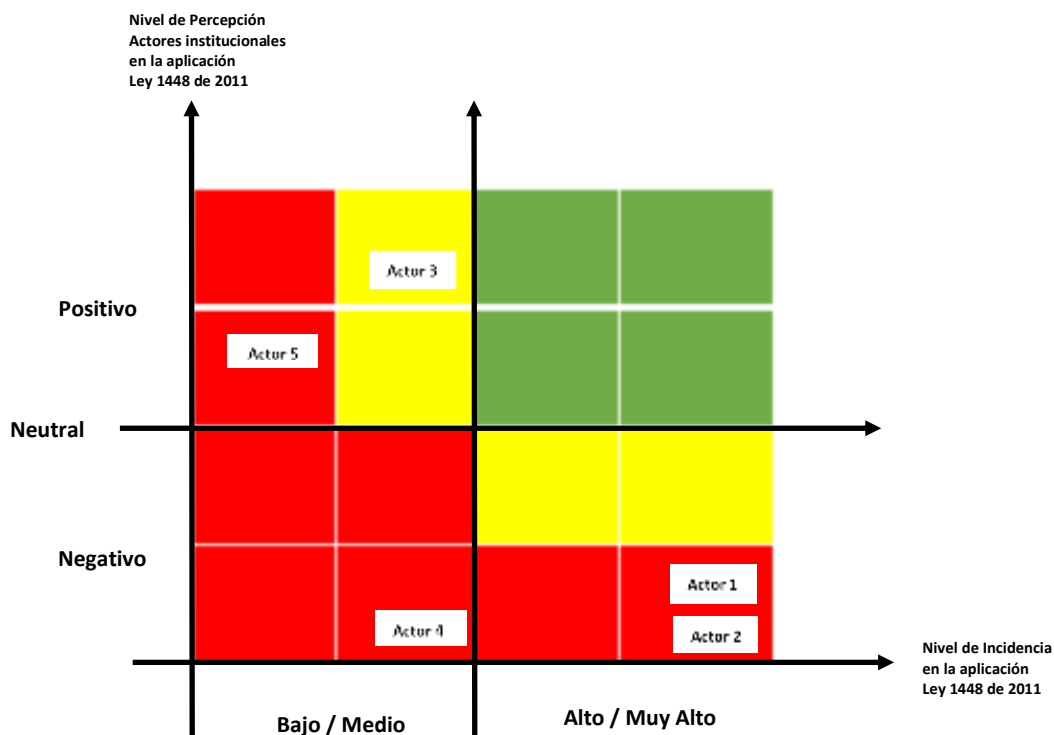 Nivel de Percepción
Actores institucionales
en la aplicación
Ley 1448 de 2011
Actor 3
Positivo
Actor 5
Neutral
Negativo
Actor 1
Actor 4
Actor 2
Nivel de Incidencia
en la aplicación
Ley 1448 de 2011
Bajo / Medio
Alto / Muy Alto